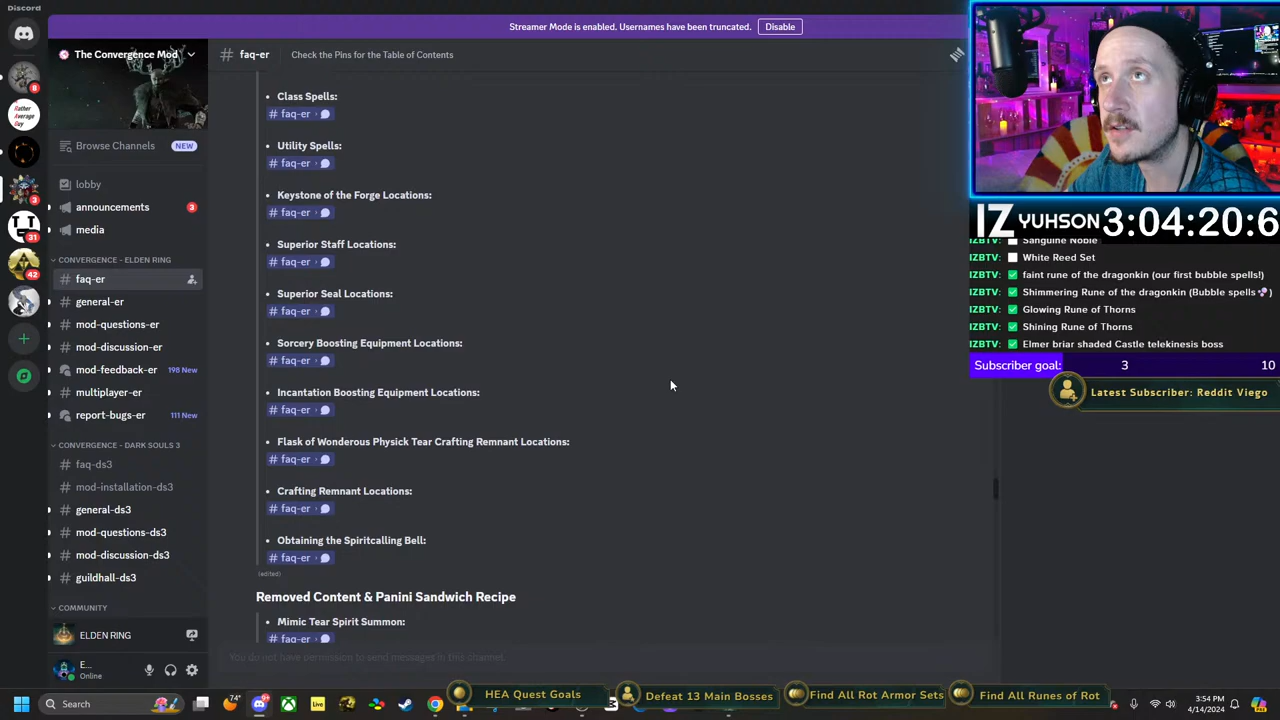 Discord
Streamer Mode is enabled. Usernames have been truncated.
Disable
The Convergence Mod
# faq-er
Check the Pins for the Table of Contents
8
Rather
Average
Guy
3
31
42
Browse Channels
NEW
lobby
announcements
3
media
CONVERGENCE - ELDEN RING
# faq-er
# general-er
# mod-questions-er
# mod-discussion-er
# mod-feedback-er
198 New
# multiplayer-er
# report-bugs-er
111 New
CONVERGENCE - DARK SOULS 3
# faq-ds3
# mod-installation-ds3
# general-ds3
# mod-questions-ds3
# mod-discussion-ds3
# guildhall-ds3
COMMUNITY
ELDEN RING
E...
Online
• Class Spells:
# faq-er ›
• Utility Spells:
# faq-er ›
• Keystone of the Forge Locations:
# faq-er ›
• Superior Staff Locations:
# faq-er ›
• Superior Seal Locations:
# faq-er ›
• Sorcery Boosting Equipment Locations:
# faq-er ›
• Incantation Boosting Equipment Locations:
# faq-er ›
• Flask of Wonderous Physick Tear Crafting Remnant Locations:
# faq-er ›
• Crafting Remnant Locations:
# faq-er ›
• Obtaining the Spiritcalling Bell:
# faq-er ›
(edited)
Removed Content & Panini Sandwich Recipe
• Mimic Tear Spirit Summon:
# faq-er ›
You do not have permission to send messages in this channel.
IZ YUHSON 3:04:20:6
IZBTV: Sanguine Noble
IZBTV: White Reed Set
IZBTV: faint rune of the dragonkin (our first bubble spells!)
IZBTV: Shimmering Rune of the dragonkin (Bubble spells)
IZBTV: Glowing Rune of Thorns
IZBTV: Shining Rune of Thorns
IZBTV: Elmer briar shaded Castle telekinesis boss
Subscriber goal: 3 10
Latest Subscriber: Reddit Viego
HEA Quest Goals
Defeat 13 Main Bosses
Find All Rot Armor Sets
Find All Runes of Rot
Search
74°
Live
3:54 PM
4/14/2024